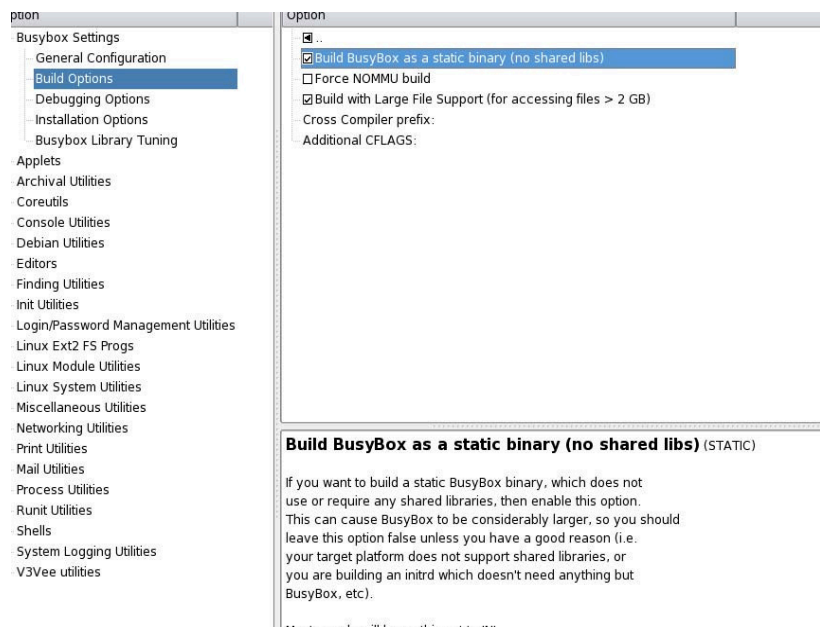 Option
Busybox Settings
General Configuration
Build Options
Debugging Options
Installation Options
Busybox Library Tuning
Applets
Archival Utilities
Coreutils
Console Utilities
Debian Utilities
Editors
Finding Utilities
Init Utilities
Login/Password Management Utilities
Linux Ext2 FS Progs
Linux Module Utilities
Linux System Utilities
Miscellaneous Utilities
Networking Utilities
Print Utilities
Mail Utilities
Process Utilities
Runit Utilities
Shells
System Logging Utilities
V3Vee utilities
Option
..
Build BusyBox as a static binary (no shared libs)
Force NOMMU build
Build with Large File Support (for accessing files > 2 GB)
Cross Compiler prefix:
Additional CFLAGS:
Build BusyBox as a static binary (no shared libs) (STATIC)
If you want to build a static BusyBox binary, which does not
use or require any shared libraries, then enable this option.
This can cause BusyBox to be considerably larger, so you should
leave this option false unless you have a good reason (i.e.
your target platform does not support shared libraries, or
you are building an initrd which doesn't need anything but
BusyBox, etc).